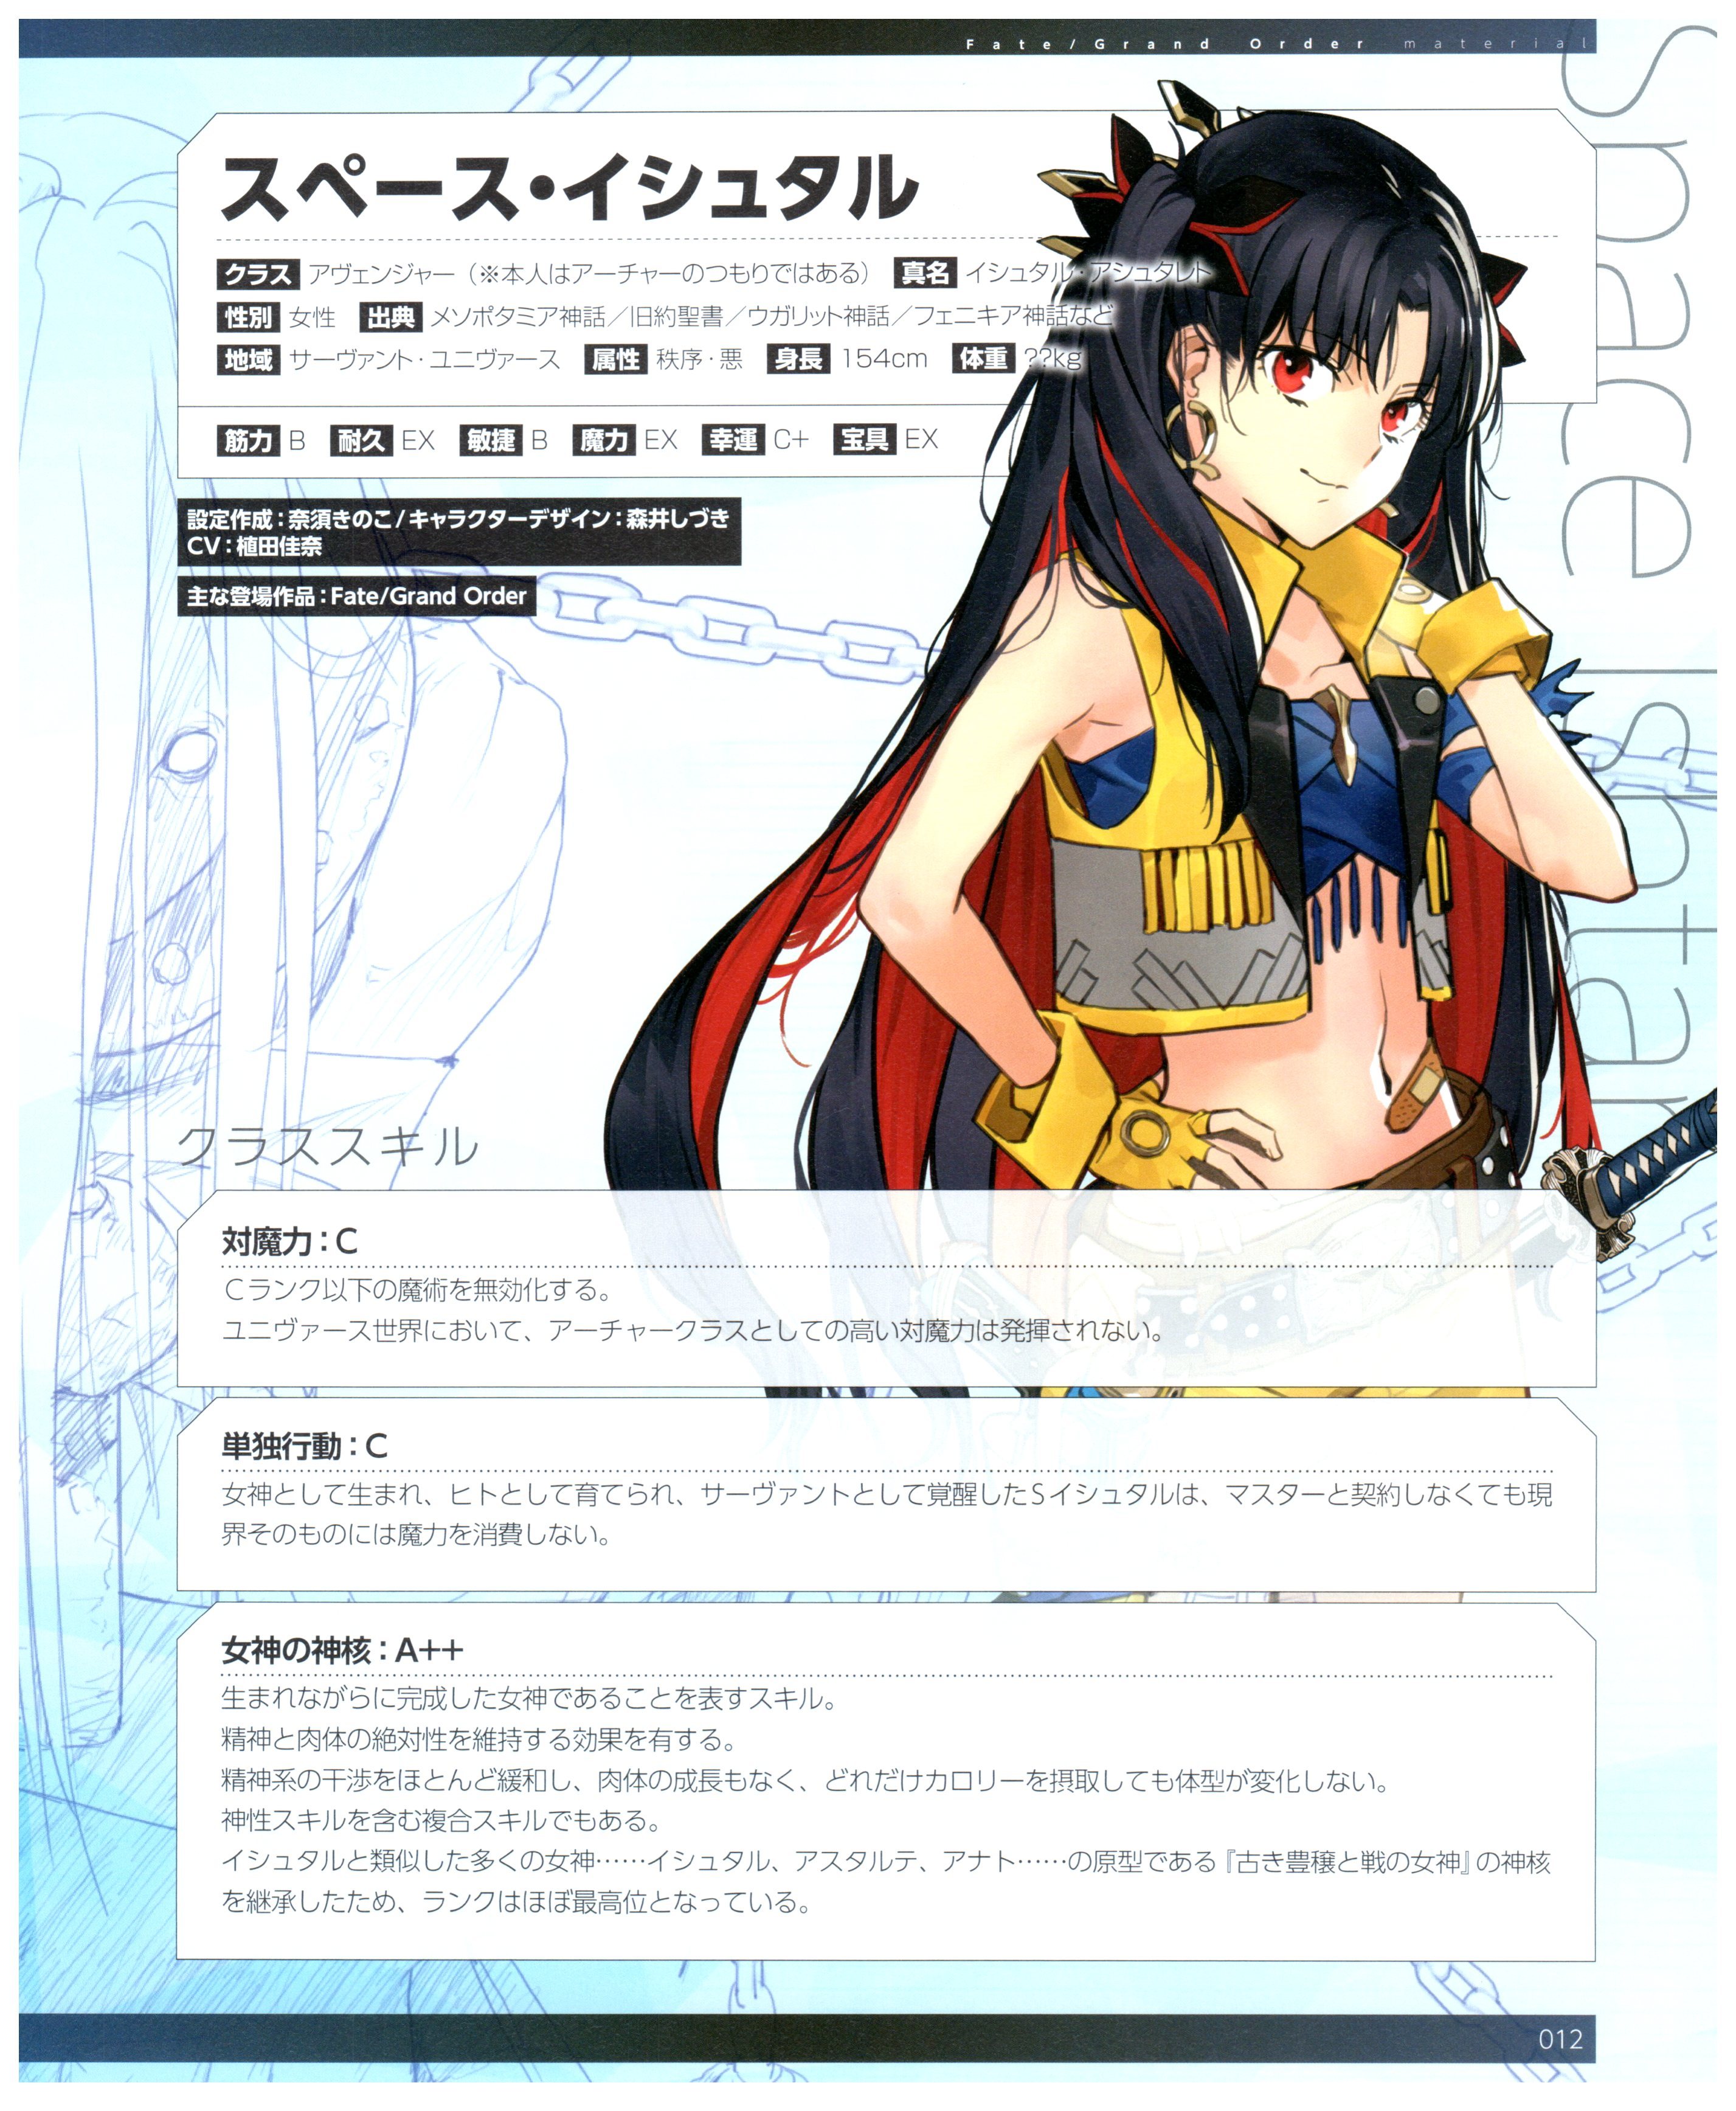 Fate/Grand Order material
Space Ishtar
スペース・イシュタル
クラス アヴェンジャー（※本人はアーチャーのつもりではある） 真名 イシュタル・アシュタレト
性別 女性 出典 メソポタミア神話／旧約聖書／ウガリット神話／フェニキア神話など
地域 サーヴァント・ユニヴァース 属性 秩序・悪 身長 154cm 体重 ??kg
筋力 B 耐久 EX 敏捷 B 魔力 EX 幸運 C+ 宝具 EX
設定作成：奈須きのこ/キャラクターデザイン：森井しづき
CV：植田佳奈
主な登場作品：Fate/Grand Order
クラススキル
対魔力：C
Cランク以下の魔術を無効化する。
ユニヴァース世界において、アーチャークラスとしての高い対魔力は発揮されない。
単独行動：C
女神として生まれ、ヒトとして育てられ、サーヴァントとして覚醒したSイシュタルは、マスターと契約しなくても現
界そのものには魔力を消費しない。
女神の神核：A++
生まれながらに完成した女神であることを表すスキル。
精神と肉体の絶対性を維持する効果を有する。
精神系の干渉をほとんど緩和し、肉体の成長もなく、どれだけカロリーを摂取しても体型が変化しない。
神性スキルを含む複合スキルでもある。
イシュタルと類似した多くの女神……イシュタル、アスタルテ、アナト……の原型である『古き豊穣と戦の女神』の神核
を継承したため、ランクはほぼ最高位となっている。
012